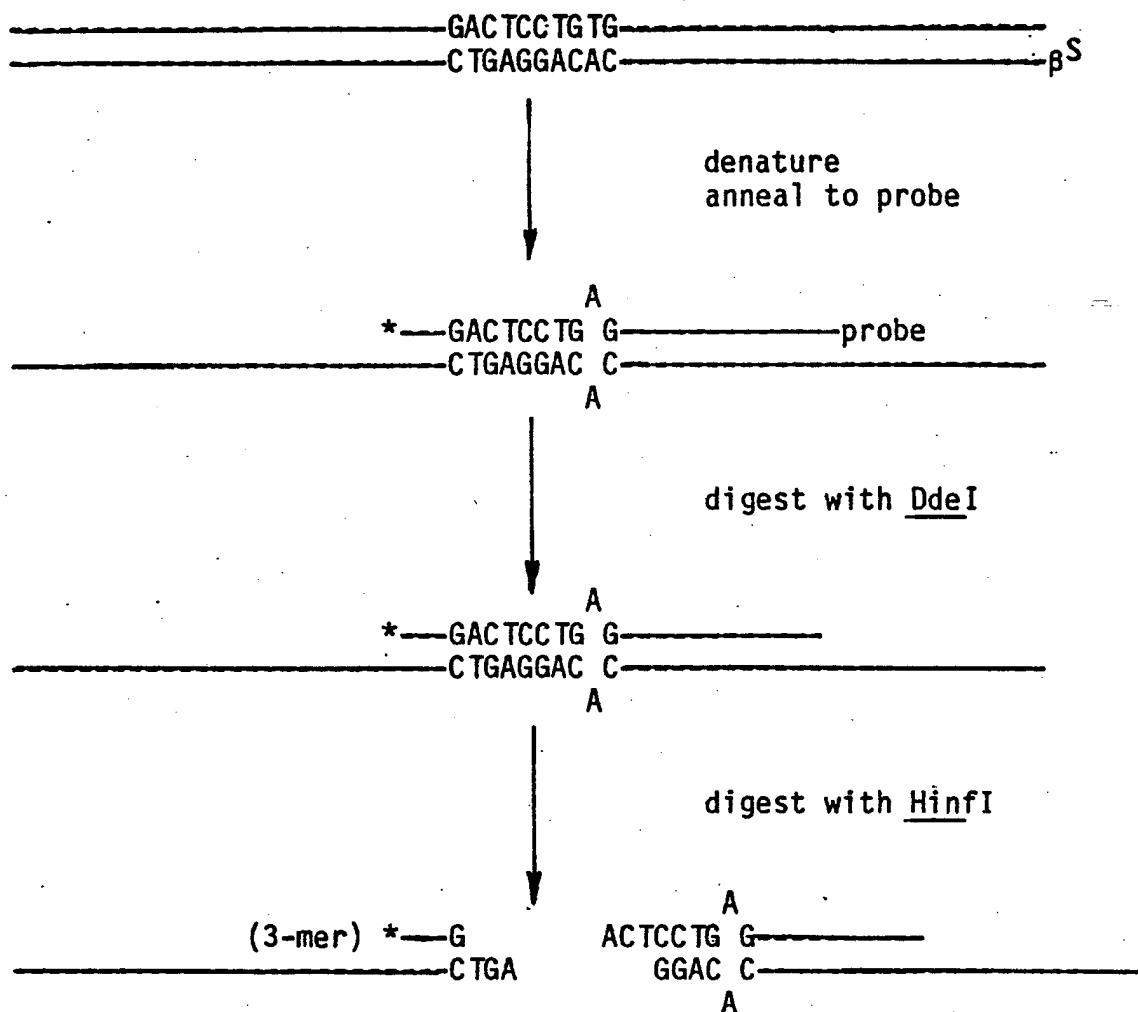 GACTCCTGTG
CTGAGGACAC
βS
denature
anneal to probe
A
*—GACTCCTG G—probe
CTGAGGAC C
A
digest with DdeI
A
*—GACTCCTG G
CTGAGGAC C
A
digest with HinfI
A
(3-mer) *—G ACTCCTG G
CTGA GGAC C
A